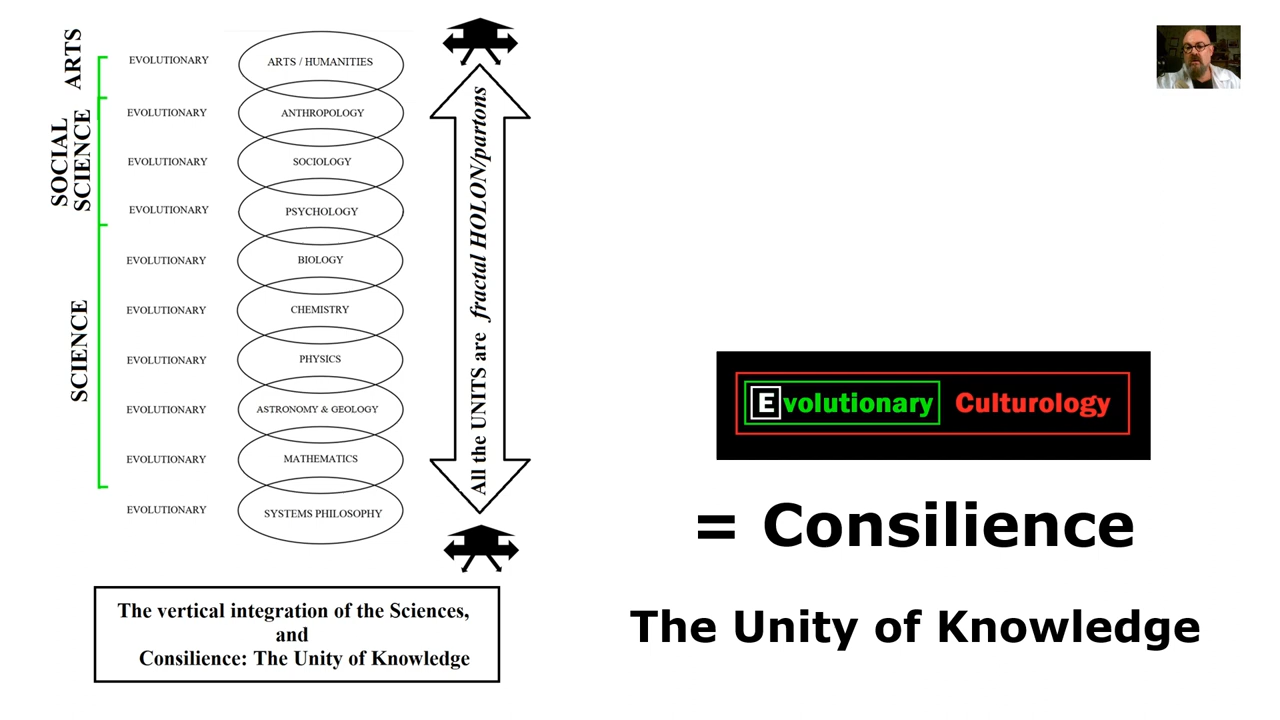 ARTS
SOCIAL
SCIENCE
SCIENCE
EVOLUTIONARY ARTS / HUMANITIES
EVOLUTIONARY ANTHROPOLOGY
EVOLUTIONARY SOCIOLOGY
EVOLUTIONARY PSYCHOLOGY
EVOLUTIONARY BIOLOGY
EVOLUTIONARY CHEMISTRY
EVOLUTIONARY PHYSICS
EVOLUTIONARY ASTRONOMY & GEOLOGY
EVOLUTIONARY MATHEMATICS
EVOLUTIONARY SYSTEMS PHILOSOPHY
All the UNITS are fractal HOLON/partons
The vertical integration of the Sciences,
and
Consilience: The Unity of Knowledge
Evolutionary Culturology
= Consilience
The Unity of Knowledge